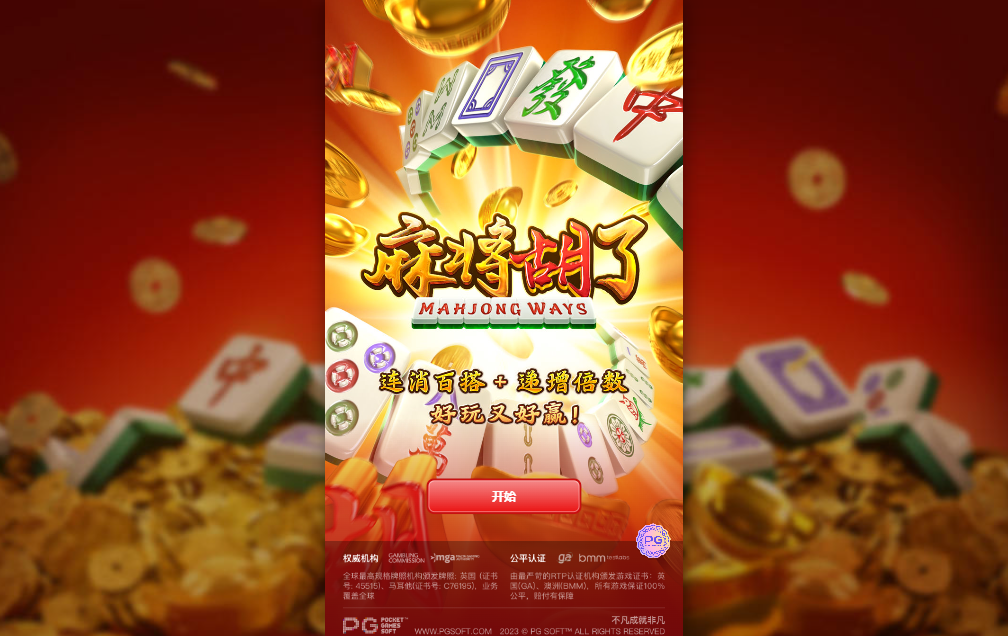 發
中
麻将胡了
MAHJONG WAYS
连消百搭 + 递增倍数
好玩又好赢!
萬
开始
PG
权威机构
GAMBLING COMMISSION
mga
公平认证
bmm testlabs
全球最高规格牌照机构颁发牌照: 英国 (证书
号: 45515)、马耳他(证书号: C76195)、业务
覆盖全球
由最严苛的RTP认证机构颁发游戏证书: 英
国(GA)、澳洲(BMM), 所有游戏保证100%
公平, 赔付有保障
不凡成就非凡
PG POCKET GAMES SOFT
WWW.PGSOFT.COM 2023 © PG SOFT™ ALL RIGHTS RESERVED